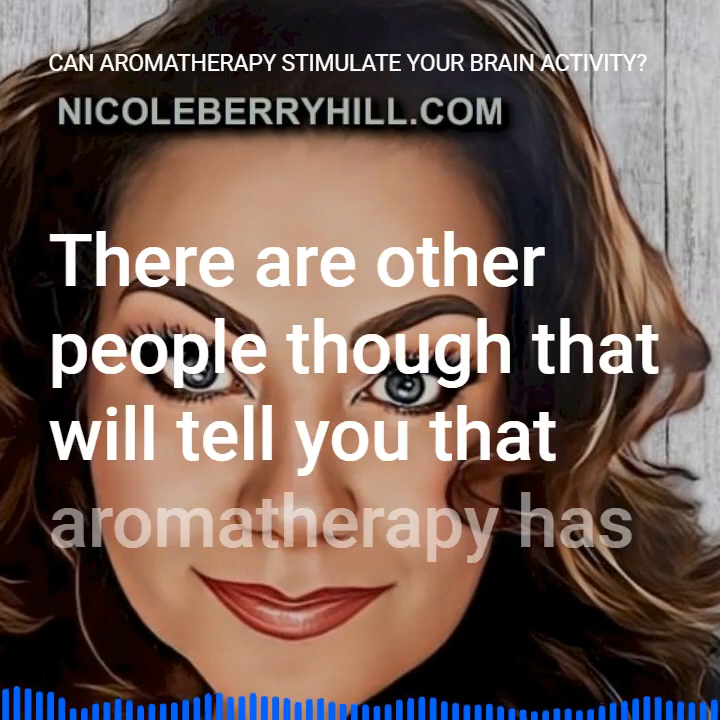 CAN AROMATHERAPY STIMULATE YOUR BRAIN ACTIVITY?
NICOLEBERRYHILL.COM
There are other
people though that
will tell you that
aromatherapy has